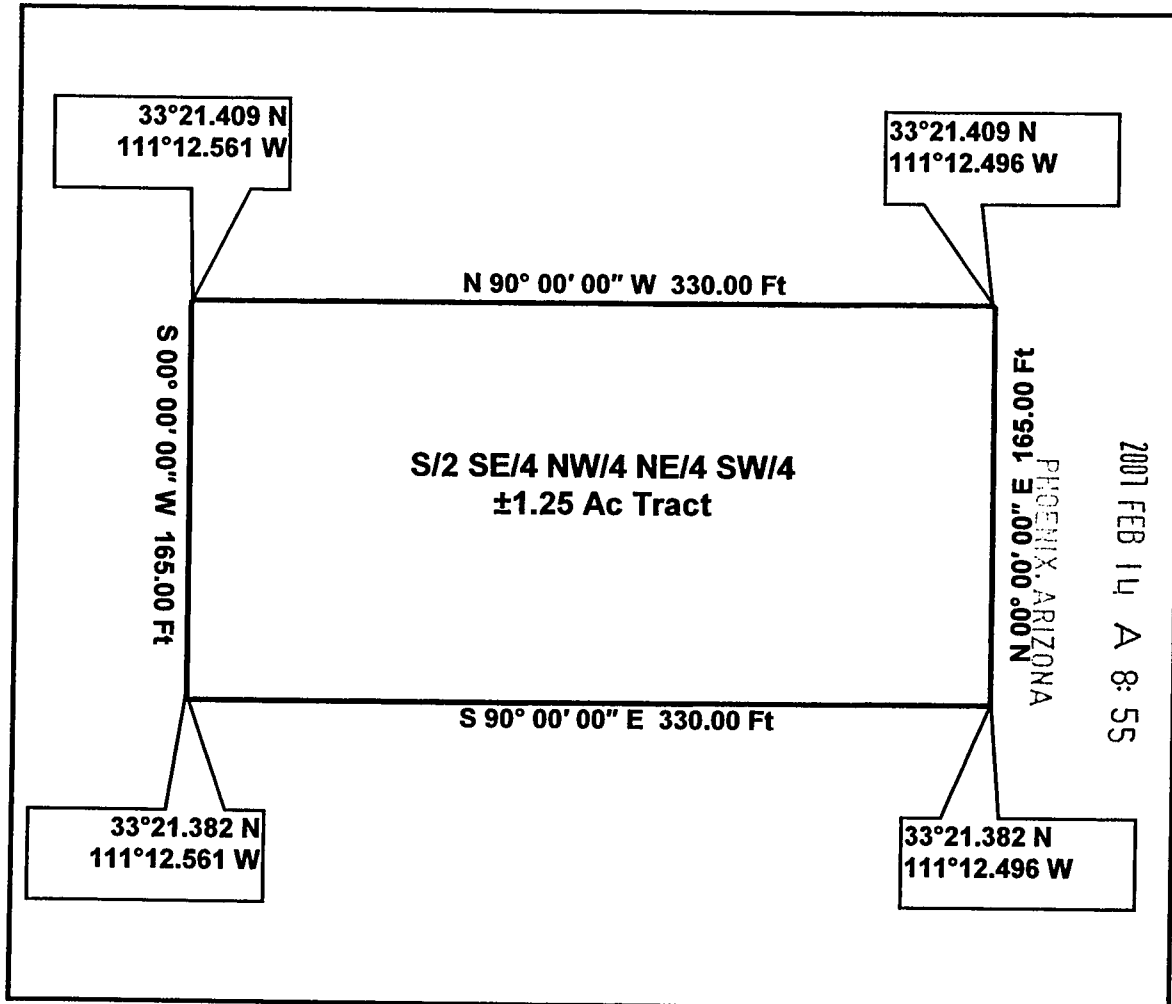 33°21.409 N
111°12.561 W
33°21.409 N
111°12.496 W
N 90° 00' 00" W 330.00 Ft
S 00° 00' 00" W 165.00 Ft
S/2 SE/4 NW/4 NE/4 SW/4
±1.25 Ac Tract
N 00° 00' 00" E 165.00 Ft
PHOENIX, ARIZONA
2007 FEB 14 A 8:55
S 90° 00' 00" E 330.00 Ft
33°21.382 N
111°12.561 W
33°21.382 N
111°12.496 W